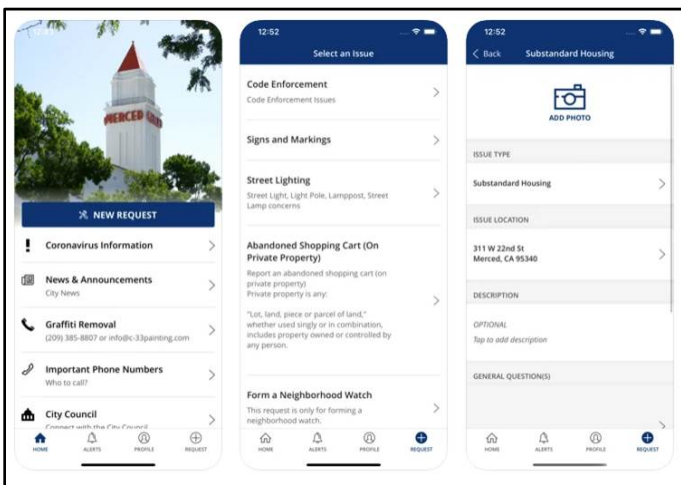 MERCED
NEW REQUEST
Coronavirus Information
News & Announcements
City News
Graffiti Removal
(209) 385-8807 or info@c-33painting.com
Important Phone Numbers
Who to call?
City Council
Connect with the City Council
HOME
ALERTS
PROFILE
REQUEST
12:52
Select an Issue
Code Enforcement
Code Enforcement Issues
Signs and Markings
Street Lighting
Street Light, Light Pole, Lamppost, Street
Lamp concerns
Abandoned Shopping Cart (On
Private Property)
Report an abandoned shopping cart (on
private property)
Private property is any:
"Lot, land, piece or parcel of land,"
whether used singly or in combination,
includes property owned or controlled by
any person.
Form a Neighborhood Watch
This request is only for forming a
neighborhood watch.
HOME
ALERTS
PROFILE
REQUEST
12:52
Back
Substandard Housing
ADD PHOTO
ISSUE TYPE
Substandard Housing
ISSUE LOCATION
311 W 22nd St
Merced, CA 95340
DESCRIPTION
OPTIONAL
Tap to add description
GENERAL QUESTION(S)
HOME
ALERTS
PROFILE
REQUEST